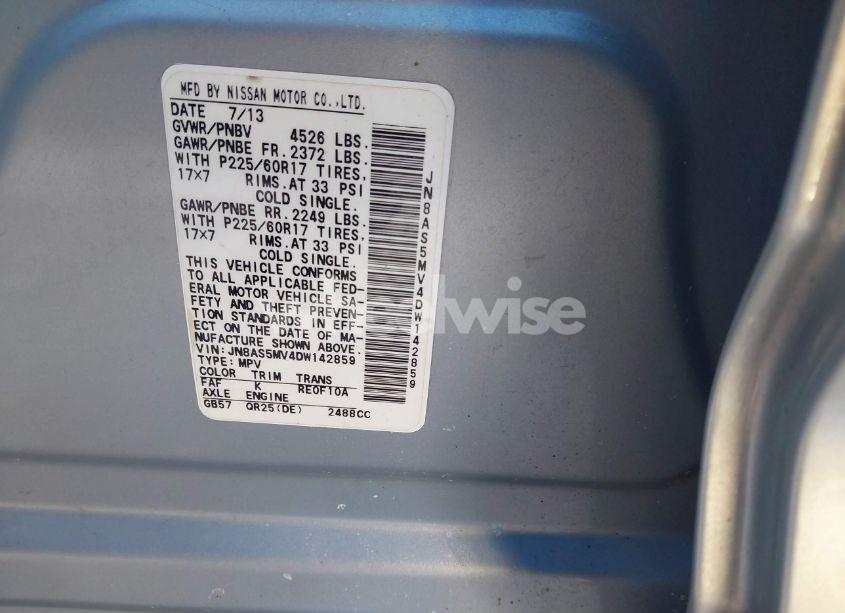 MFD BY NISSAN MOTOR CO.,LTD.
DATE 7/13
GVWR/PNBV 4526 LBS.
GAWR/PNBE FR. 2372 LBS.
WITH P225/60R17 TIRES,
17×7 RIMS.AT 33 PSI
COLD SINGLE.
GAWR/PNBE RR. 2249 LBS.
WITH P225/60R17 TIRES,
17×7 RIMS.AT 33 PSI
COLD SINGLE.
THIS VEHICLE CONFORMS
TO ALL APPLICABLE FED-
ERAL MOTOR VEHICLE SA-
FETY AND THEFT PREVEN-
TION STANDARDS IN EFF-
ECT ON THE DATE OF MA-
NUFACTURE SHOWN ABOVE.
VIN: JN8AS5MV4DW142859
TYPE: MPV
COLOR TRIM TRANS
FAF K RE0F10A
AXLE ENGINE
GB57 QR25(DE) 2488CC
JN8AS5MV4DW142859